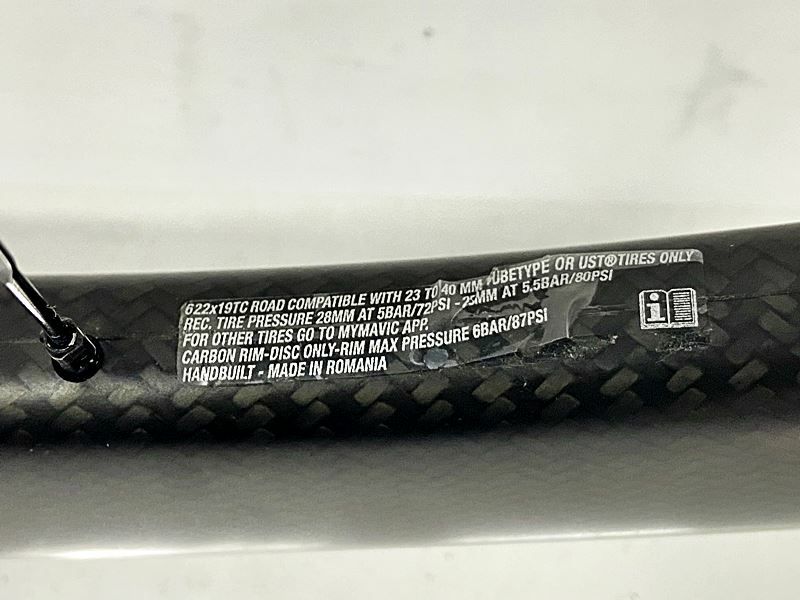 622x19TC ROAD COMPATIBLE WITH 23 TO 40 MM TUBETYPE OR UST® TIRES ONLY
REC. TIRE PRESSURE 28MM AT 5BAR/72PSI - 25MM AT 5.5BAR/80PSI
FOR OTHER TIRES GO TO MYMAVIC APP.
CARBON RIM-DISC ONLY-RIM MAX PRESSURE 6BAR/87PSI
HANDBUILT - MADE IN ROMANIA
i